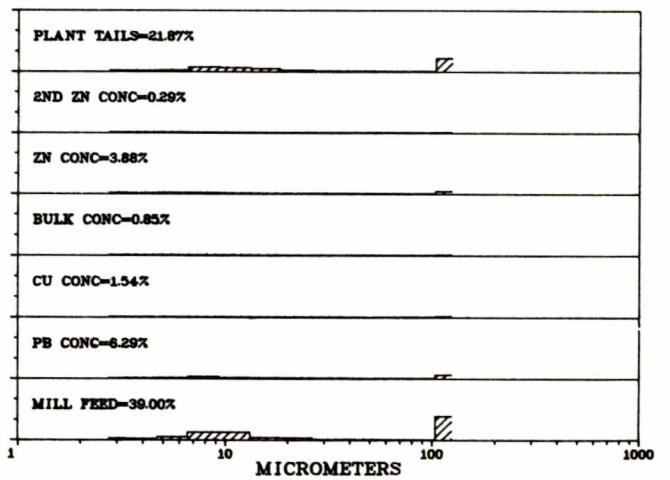 PLANT TAILS=21.87%
2ND ZN CONC=0.29%
ZN CONC=3.88%
BULK CONC=0.85%
CU CONC=1.54%
PB CONC=6.29%
MILL FEED=39.00%
1 10 100 1000
MICROMETERS